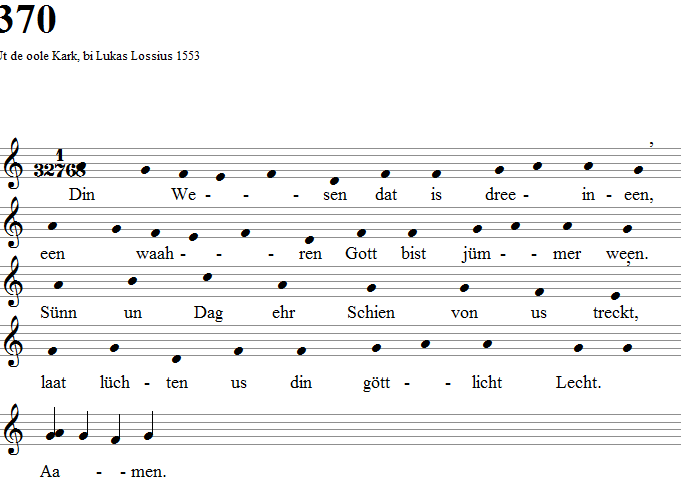 370
Ut de oole Kark, bi Lukas Lossius 1553
1
32768
Din We - - - sen dat is dree - in - een,
een waah - - - ren Gott bist jüm - - mer ween.
Sünn un Dag ehr Schien von us treckt,
laat lüch - ten us din gött - - licht Lecht.
Aa - - men.